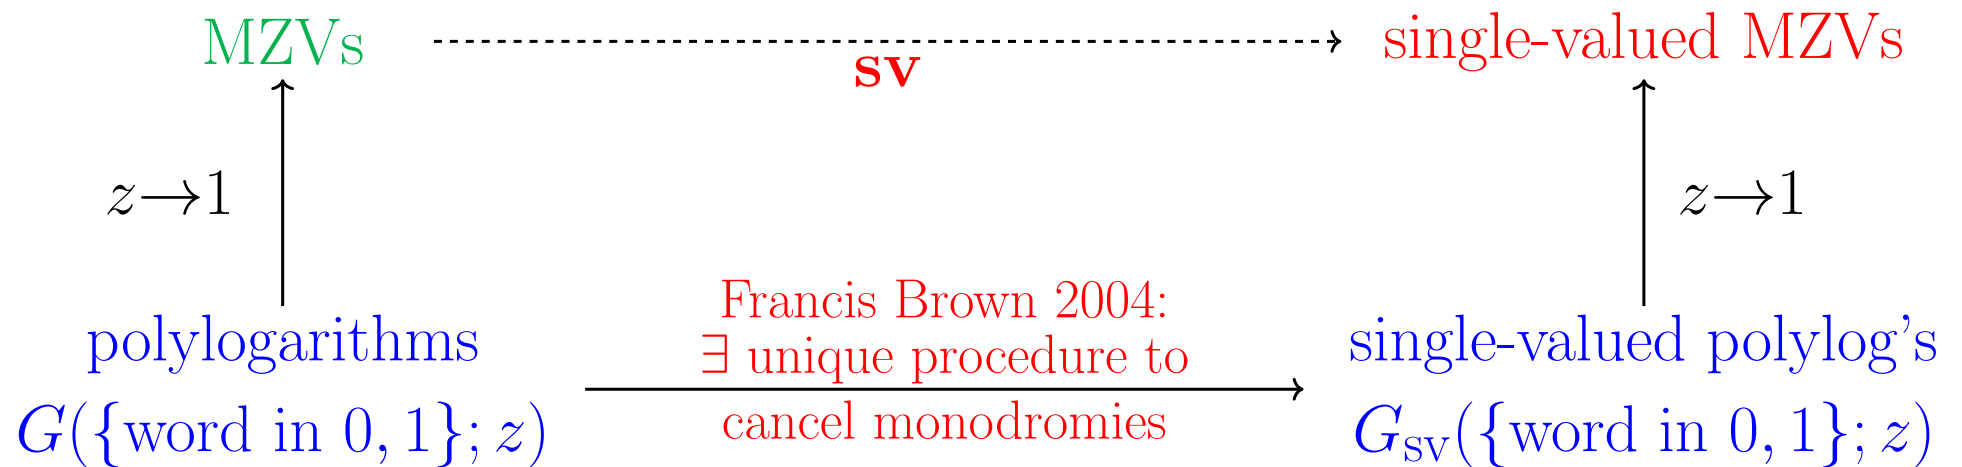 MZVs
sv
single-valued MZVs
z→1
z→1
Francis Brown 2004:
∃ unique procedure to
cancel monodromies
polylogarithms
G({word in 0, 1}; z)
single-valued polylog's
G_sv({word in 0, 1}; z)